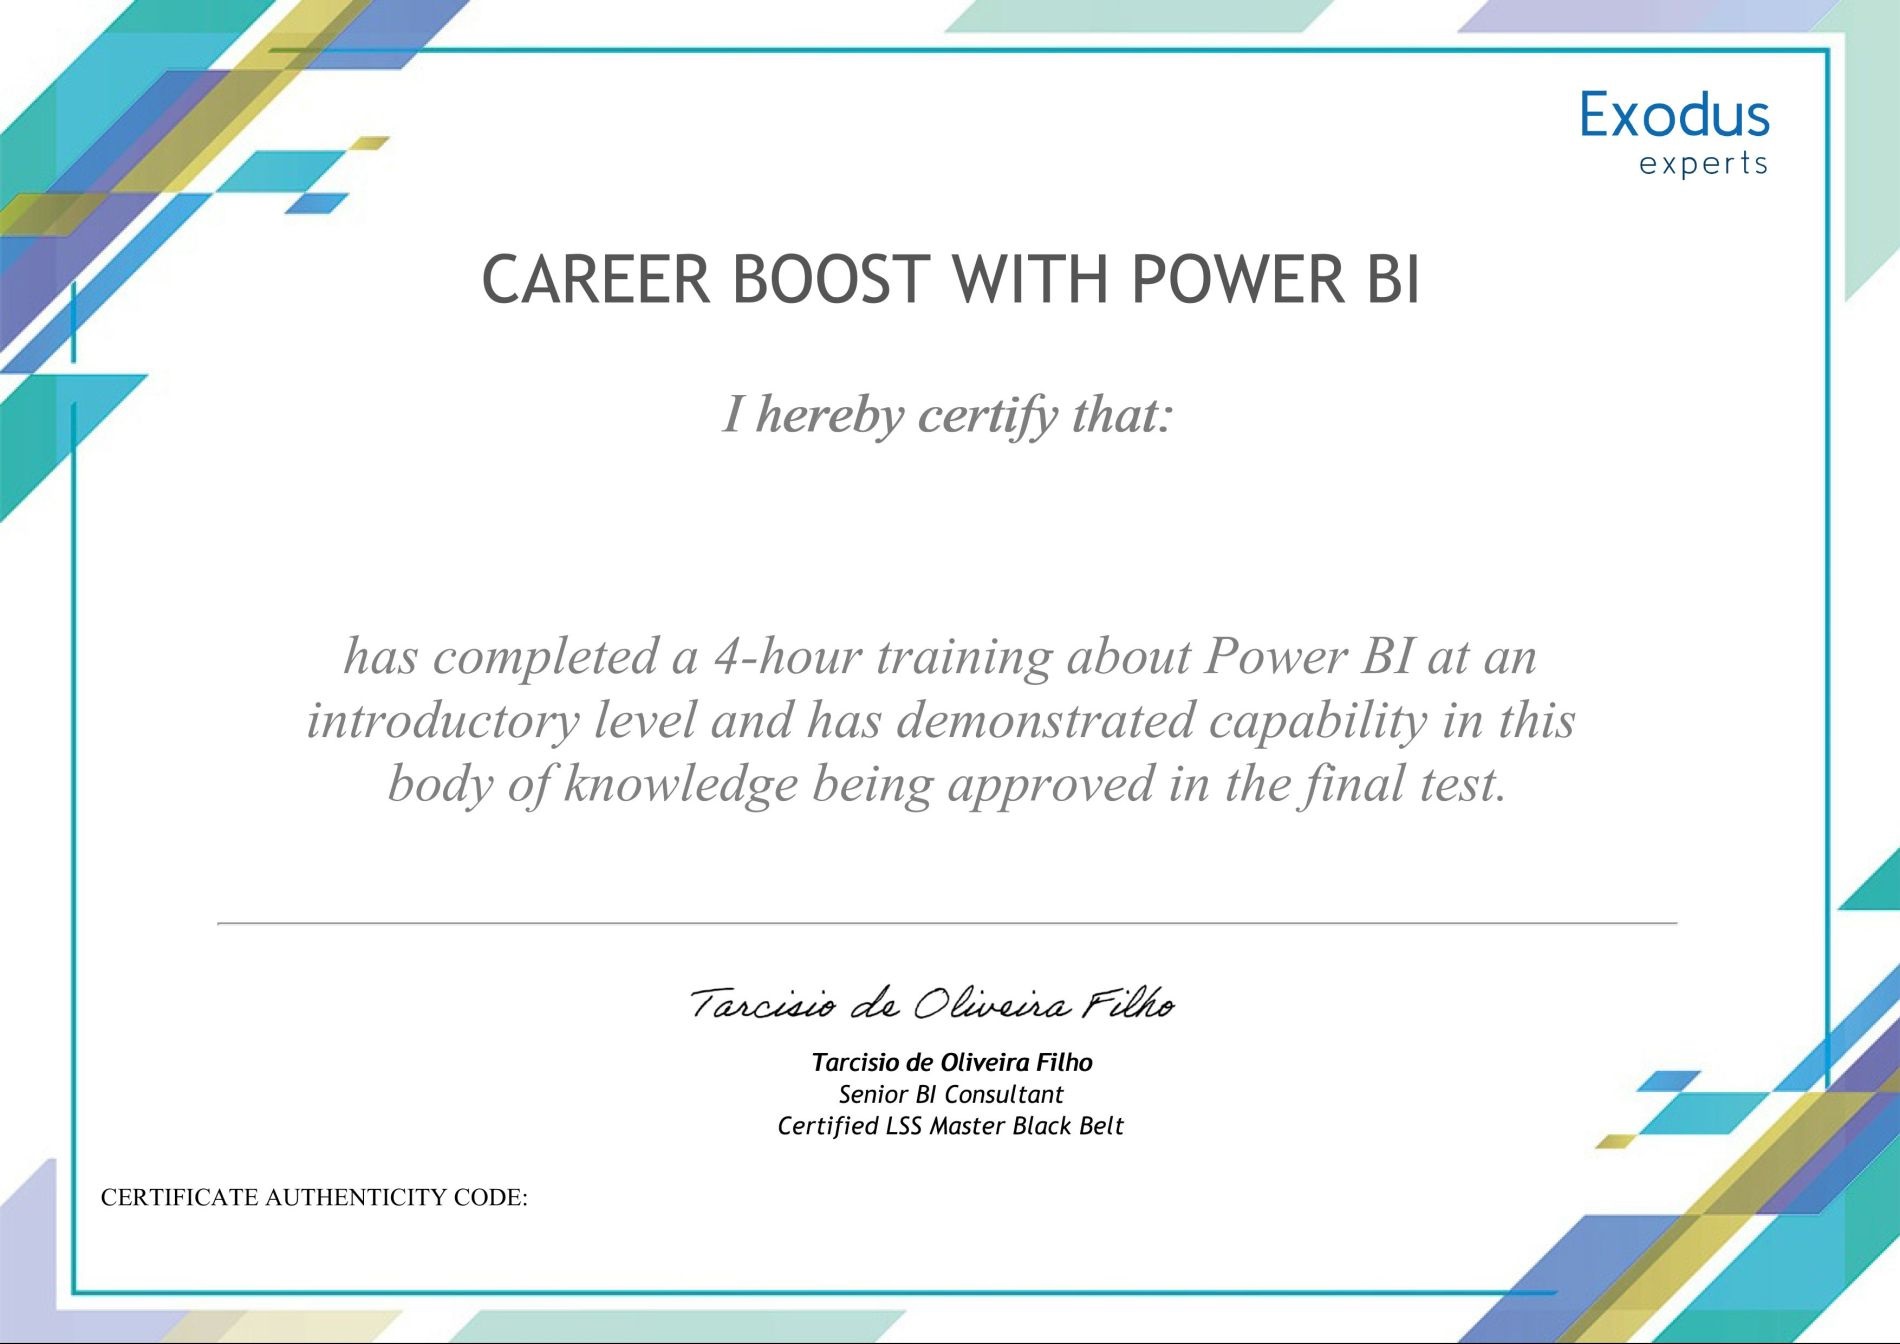 Exodus
experts
CAREER BOOST WITH POWER BI
I hereby certify that:
has completed a 4-hour training about Power BI at an
introductory level and has demonstrated capability in this
body of knowledge being approved in the final test.
Tarcisio de Oliveira Filho
Tarcisio de Oliveira Filho
Senior BI Consultant
Certified LSS Master Black Belt
CERTIFICATE AUTHENTICITY CODE: